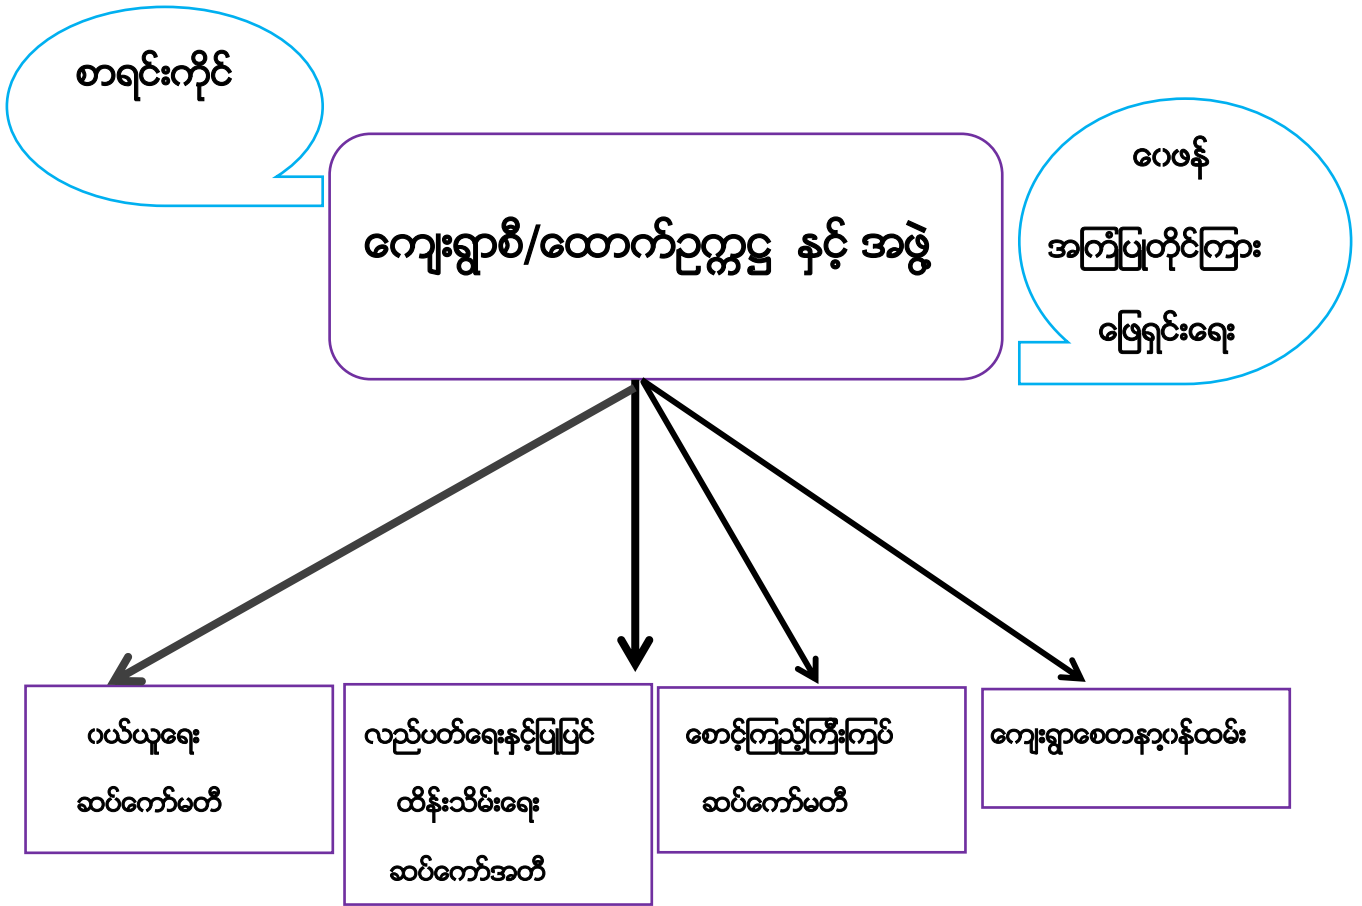 စာရင်းကိုင်
ဝေဖန်
အကြံပြုတိုင်ကြား
ဖြေရှင်းရေး
ကျေးရွာစီ/ထောက်ဥက္ကဋ္ဌ နှင့် အဖွဲ့
ဝယ်ယူရေး
ဆပ်ကော်မတီ
လည်ပတ်ရေးနှင့်ပြုပြင်
ထိန်းသိမ်းရေး
ဆပ်ကော်အတီ
စောင့်ကြည့်ကြီးကြပ်
ဆပ်ကော်မတီ
ကျေးရွာစေတနာ့ဝန်ထမ်း